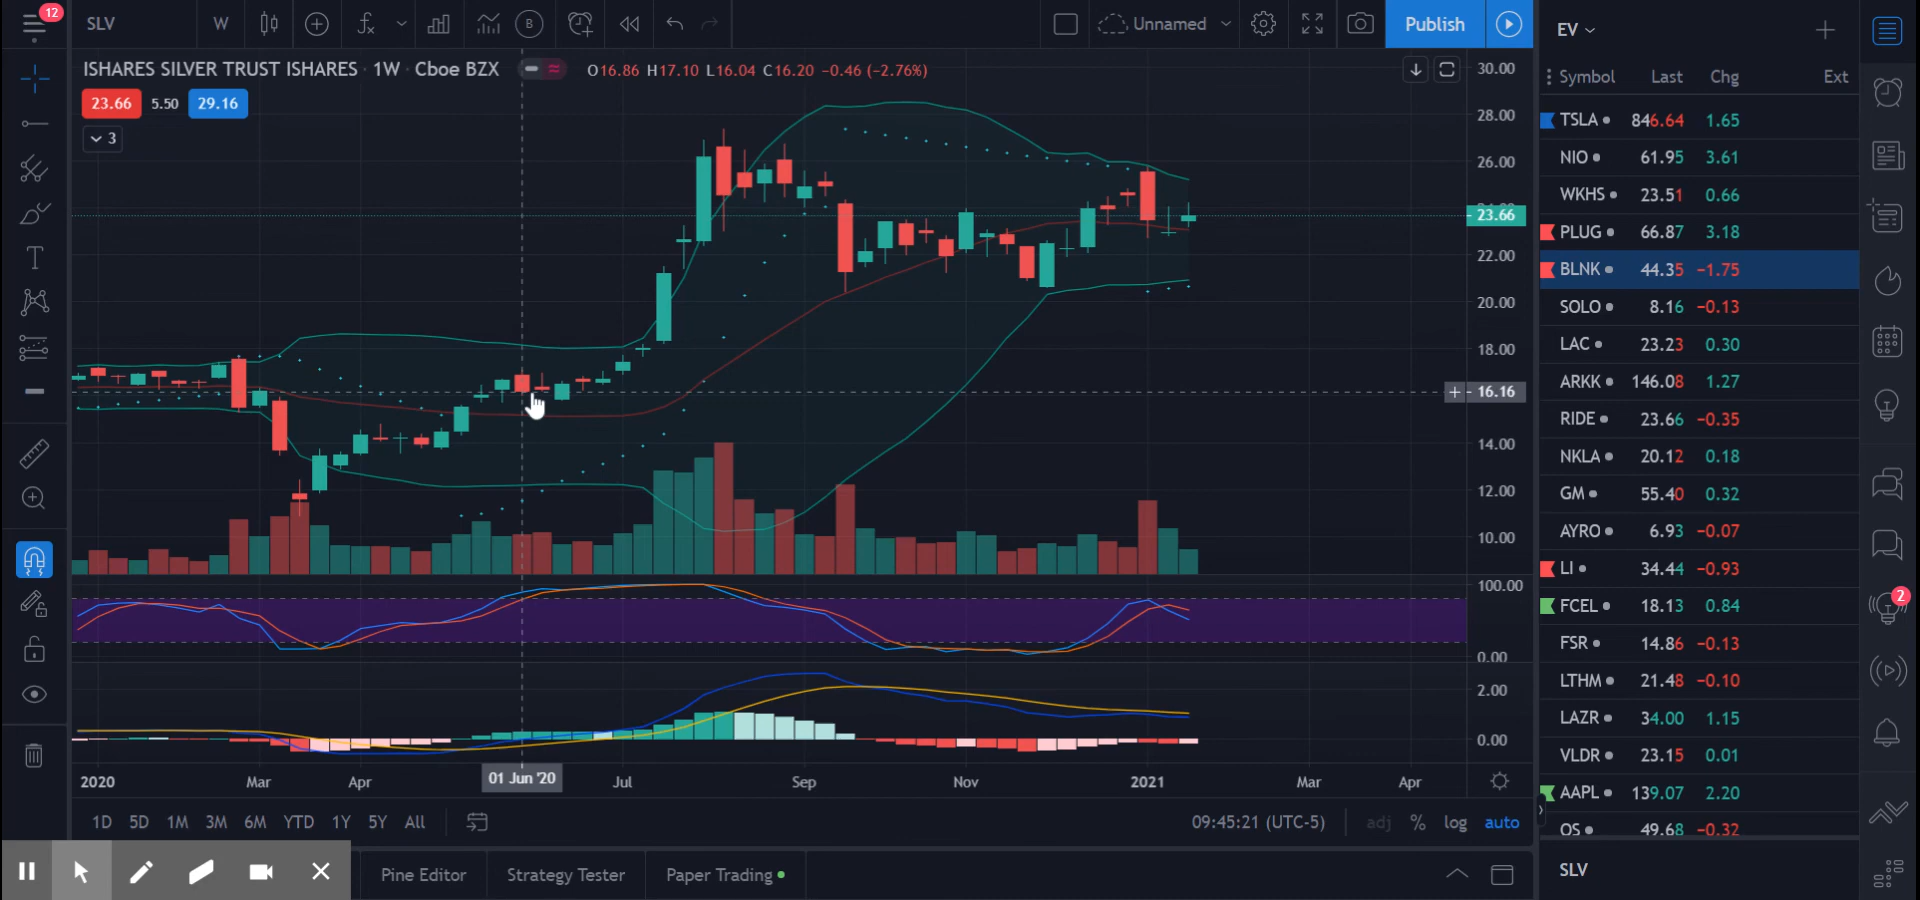 12
SLV
W
B
Unnamed
Publish
ISHARES SILVER TRUST ISHARES · 1W · Cboe BZX
O16.86 H17.10 L16.04 C16.20 −0.46 (−2.76%)
23.66 5.50 29.16
3
30.00
28.00
26.00
23.66
22.00
20.00
18.00
16.16
14.00
12.00
10.00
100.00
0.00
2.00
0.00
2020 Mar Apr 01 Jun '20 Jul Sep Nov 2021 Mar Apr
1D 5D 1M 3M 6M YTD 1Y 5Y All
09:45:21 (UTC-5)
adj % log auto
Pine Editor Strategy Tester Paper Trading
EV
Symbol Last Chg Ext
TSLA 846.64 1.65
NIO 61.95 3.61
WKHS 23.51 0.66
PLUG 66.87 3.18
BLNK 44.35 −1.75
SOLO 8.16 −0.13
LAC 23.23 0.30
ARKK 146.08 1.27
RIDE 23.66 −0.35
NKLA 20.12 0.18
GM 55.40 0.32
AYRO 6.93 −0.07
LI 34.44 −0.93
FCEL 18.13 0.84
FSR 14.86 −0.13
LTHM 21.48 −0.10
LAZR 34.00 1.15
VLDR 23.15 0.01
AAPL 139.07 2.20
QS 49.68 −0.32
SLV
2